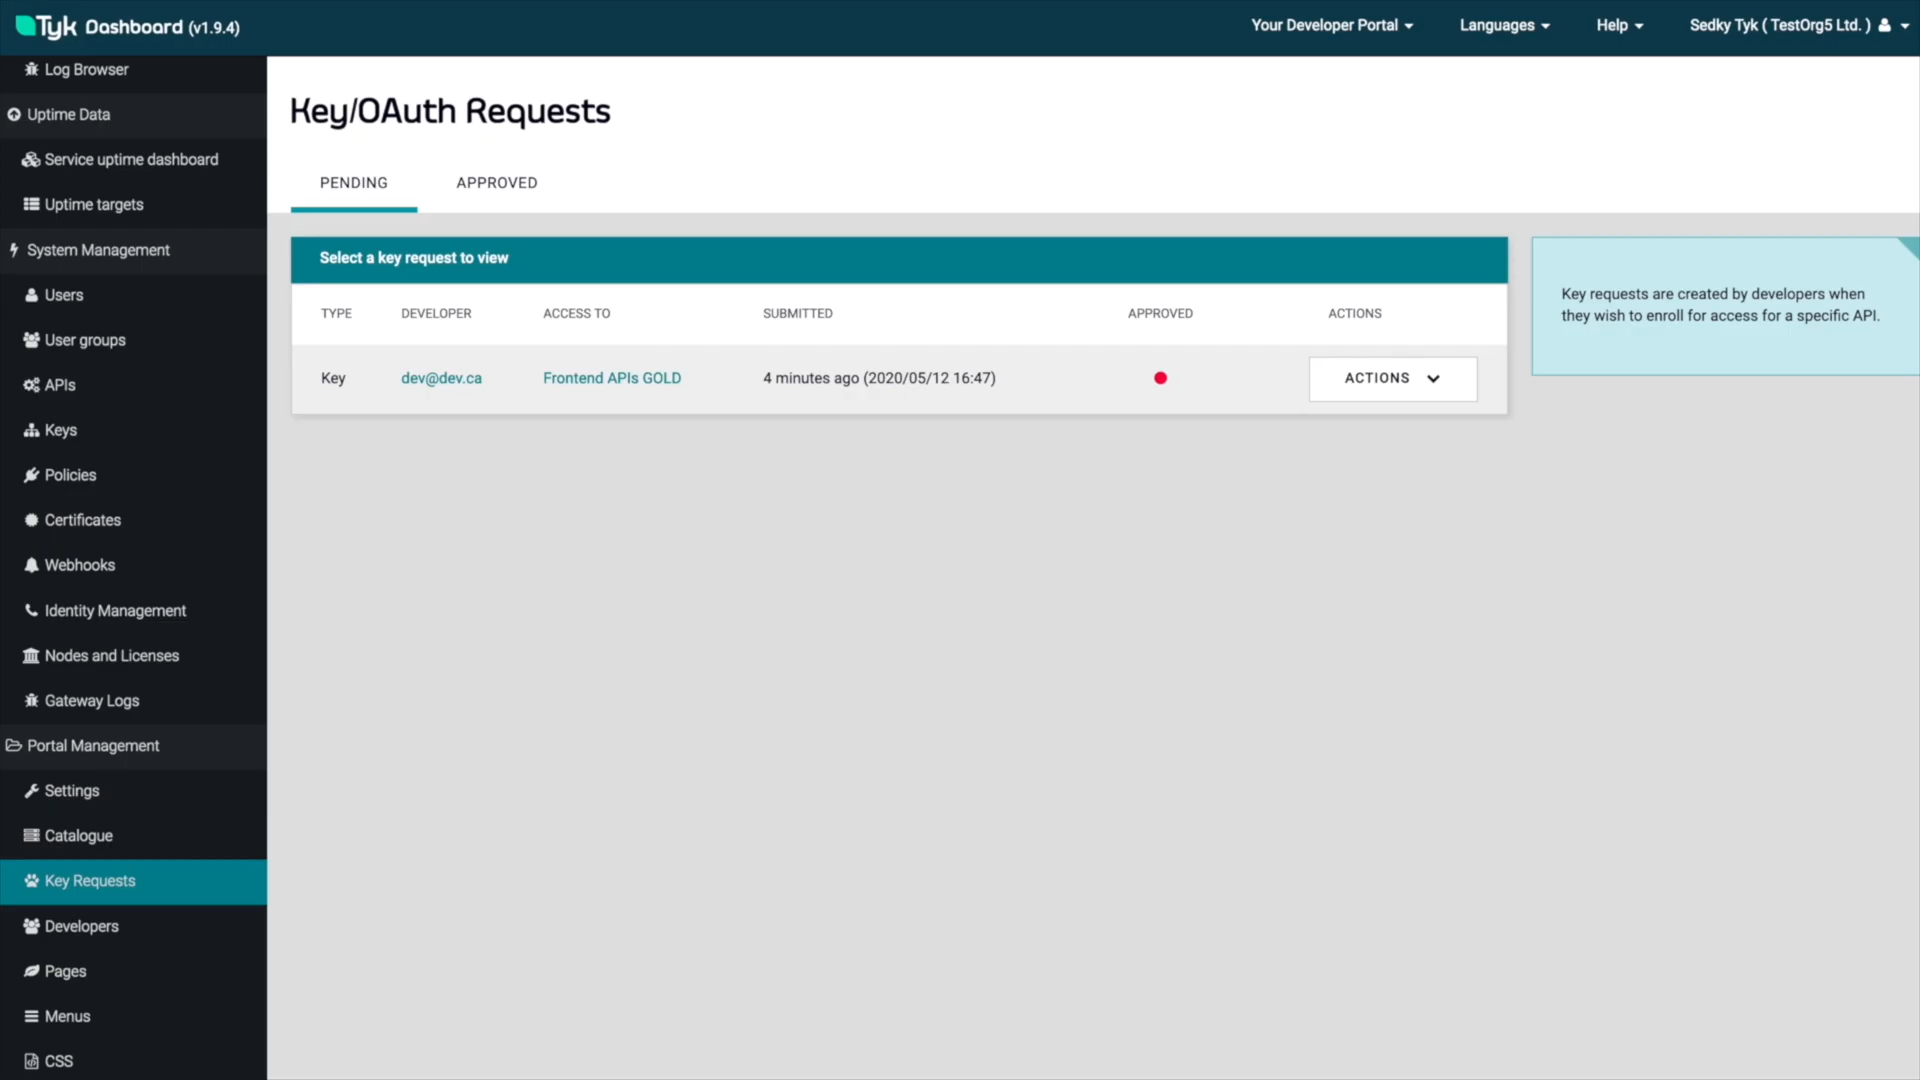 Tyk Dashboard (v1.9.4)
Your Developer Portal
Languages
Help
Sedky Tyk ( TestOrg5 Ltd. )
Log Browser
Uptime Data
Service uptime dashboard
Uptime targets
System Management
Users
User groups
APIs
Keys
Policies
Certificates
Webhooks
Identity Management
Nodes and Licenses
Gateway Logs
Portal Management
Settings
Catalogue
Key Requests
Developers
Pages
Menus
CSS
Key/OAuth Requests
PENDING
APPROVED
Select a key request to view
TYPE DEVELOPER ACCESS TO SUBMITTED APPROVED ACTIONS
Key dev@dev.ca Frontend APIs GOLD 4 minutes ago (2020/05/12 16:47) ACTIONS
Key requests are created by developers when
they wish to enroll for access for a specific API.